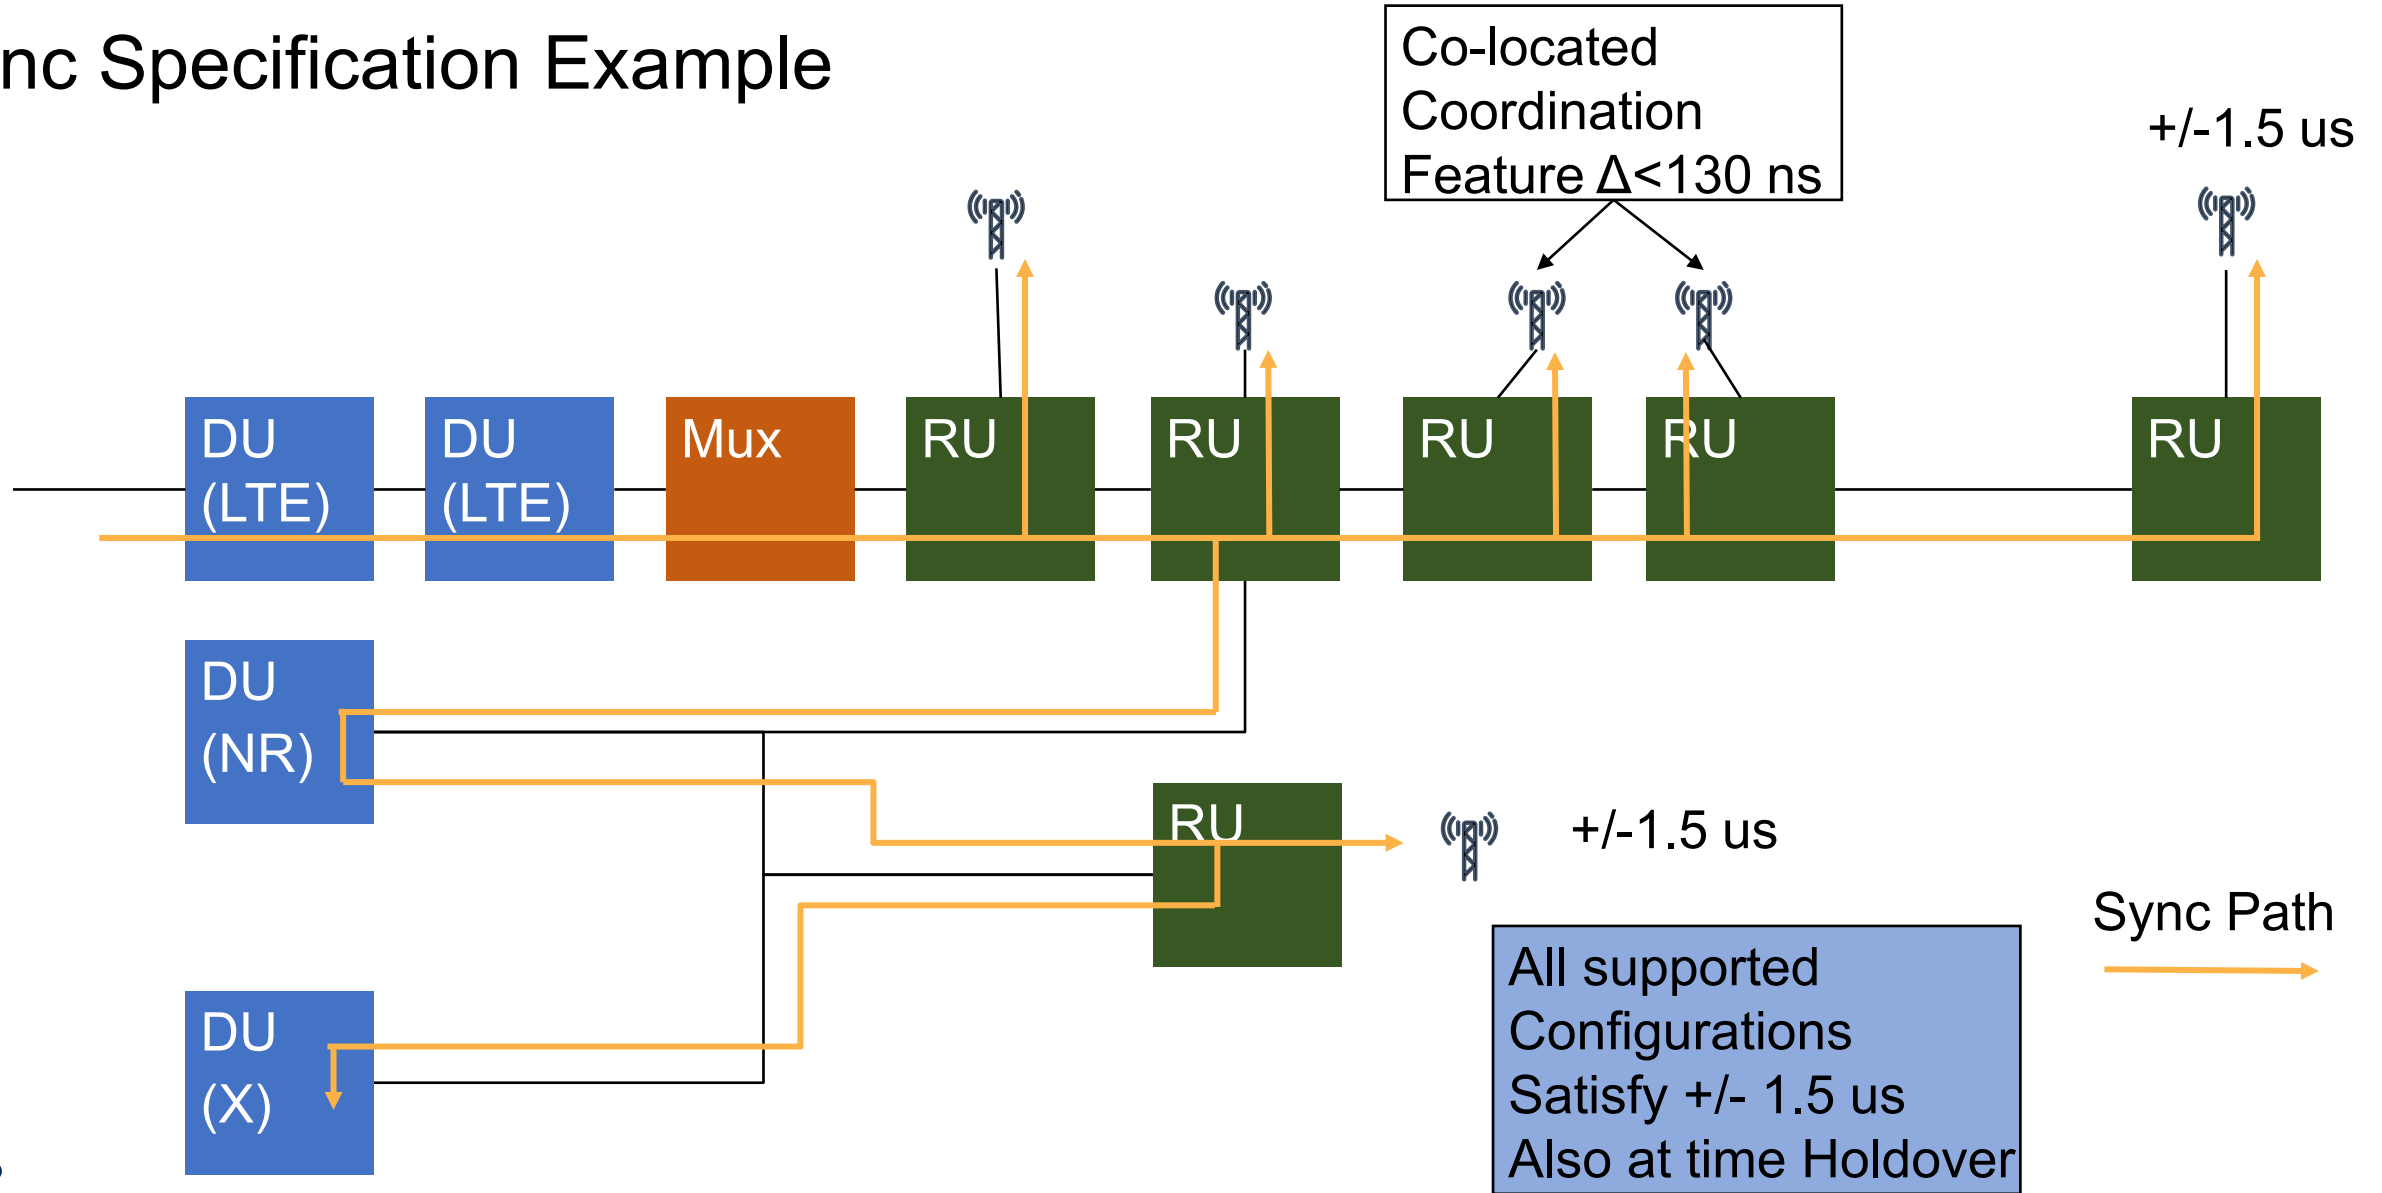 nc Specification Example
Co-located
Coordination
Feature Δ<130 ns
+/-1.5 us
DU
(LTE)
DU
(LTE)
Mux
RU
RU
RU
RU
RU
DU
(NR)
RU
+/-1.5 us
Sync Path
All supported
Configurations
Satisfy +/- 1.5 us
Also at time Holdover
DU
(X)